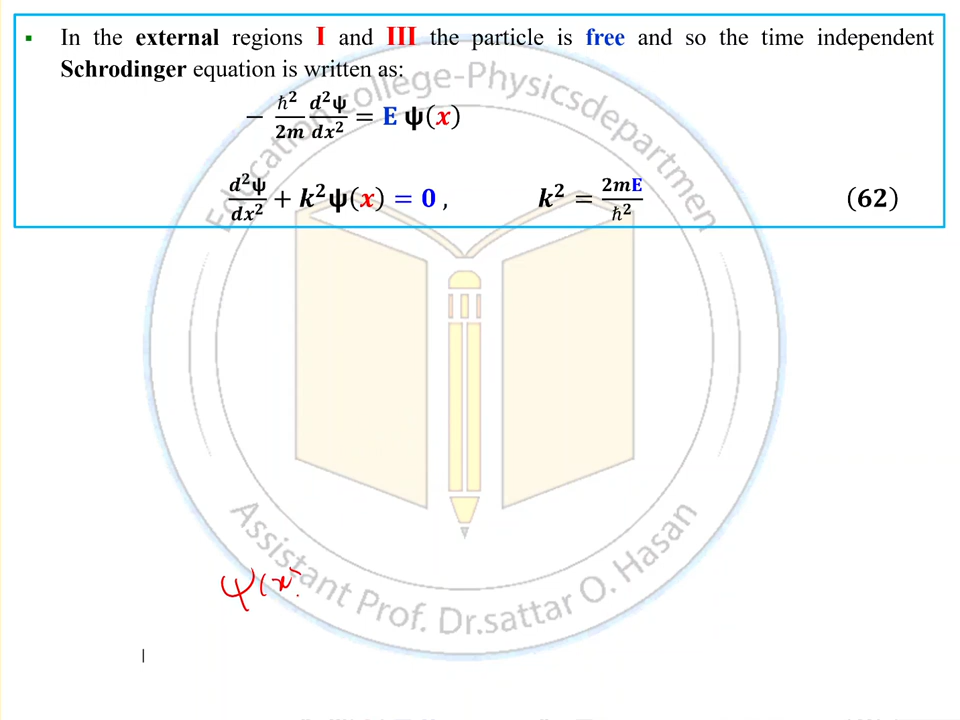 ▪ In the external regions I and III the particle is free and so the time independent
Schrodinger equation is written as:
− ℏ²/2m d²ψ/dx² = E ψ(x)
d²ψ/dx² + k²ψ(x) = 0 , k² = 2mE/ℏ² (62)
Education College-Physicsdepartment
ψ(x)
Assistant Prof. Dr.sattar O. Hasan